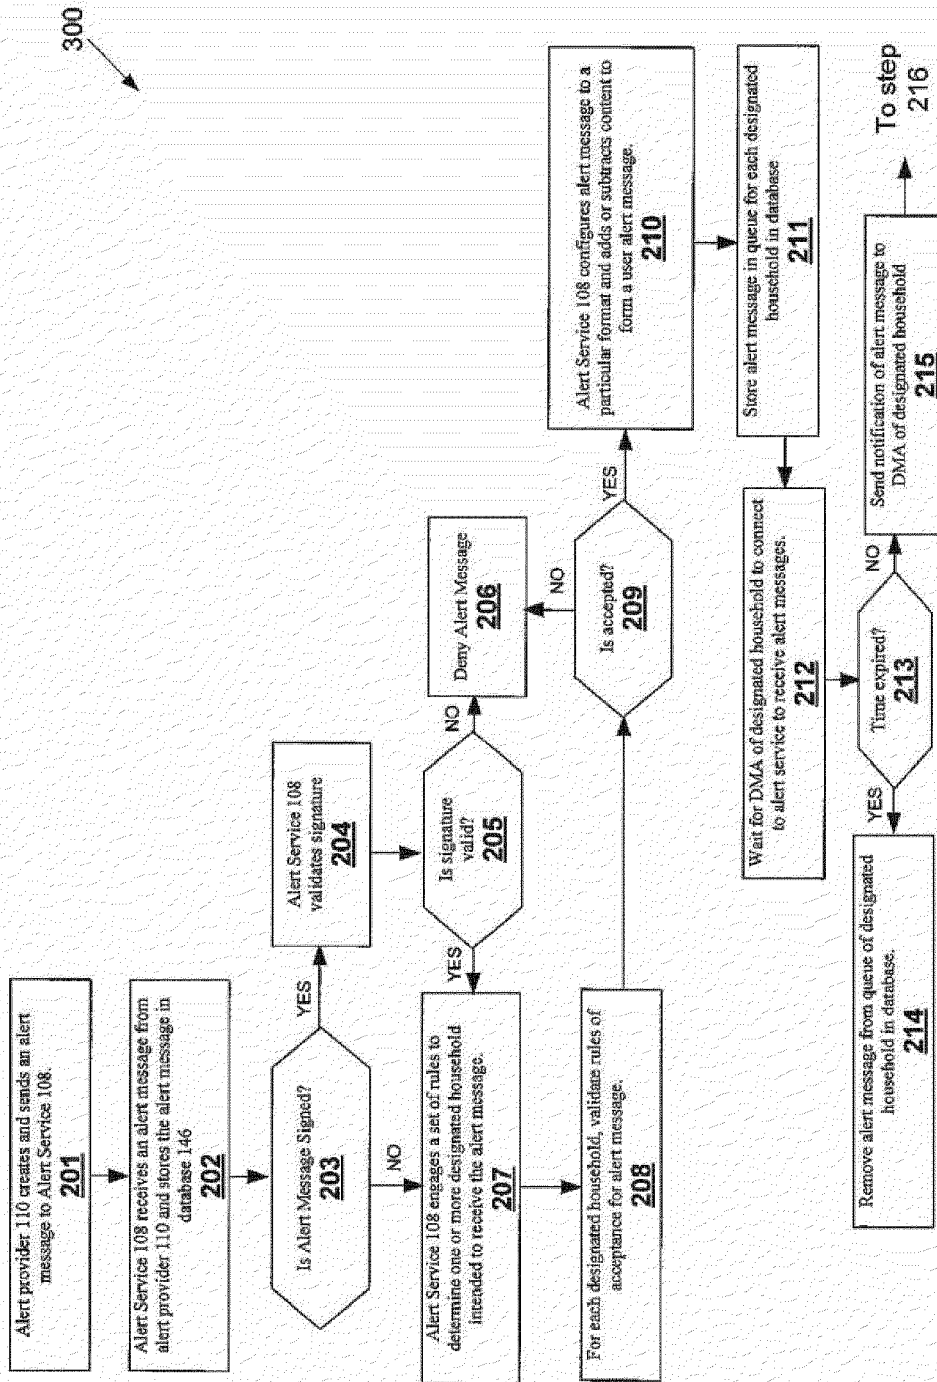 300
Alert provider 110 creates and sends an alert
message to Alert Service 108.
201
Alert Service 108 receives an alert message from
alert provider 110 and stores the alert message in
database 146
202
Is Alert Message Signed?
203
YES
NO
Alert Service 108
validates signature
204
Is signature
valid?
205
YES
NO
Deny Alert Message
206
Alert Service 108 engages a set of rules to
determine one or more designated household
intended to receive the alert message.
207
For each designated household, validate rules of
acceptance for alert message.
208
Is accepted?
209
NO
YES
Alert Service 108 configures alert message to a
particular format and adds or subtracts content to
form a user alert message.
210
Store alert message in queue for each designated
household in database
211
Wait for DMA of designated household to connect
to alert service to receive alert messages.
212
Time expired?
213
YES
NO
Remove alert message from queue of designated
household in database.
214
Send notification of alert message to
DMA of designated household
215
To step
216